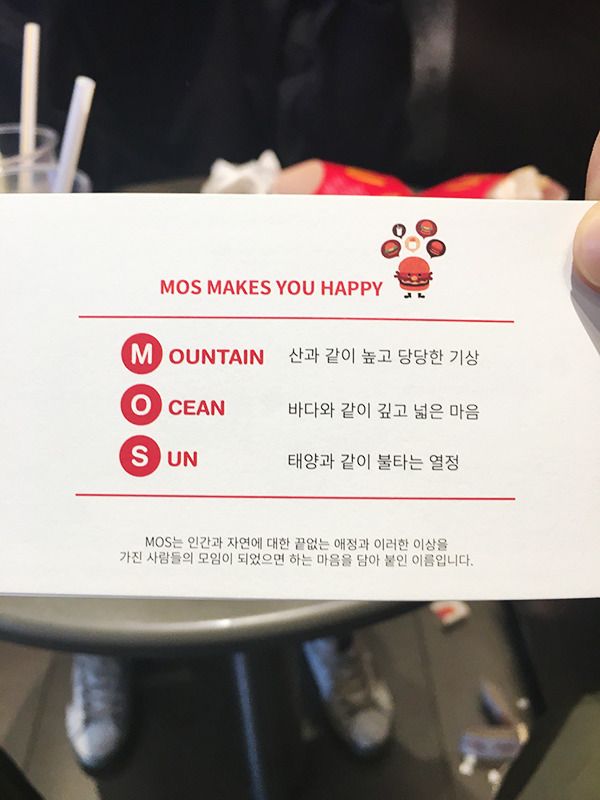 MOS MAKES YOU HAPPY
MOUNTAIN 산과 같이 높고 당당한 기상
OCEAN 바다와 같이 깊고 넓은 마음
SUN 태양과 같이 불타는 열정
MOS는 인간과 자연에 대한 끝없는 애정과 이러한 이상을
가진 사람들의 모임이 되었으면 하는 마음을 담아 붙인 이름입니다.